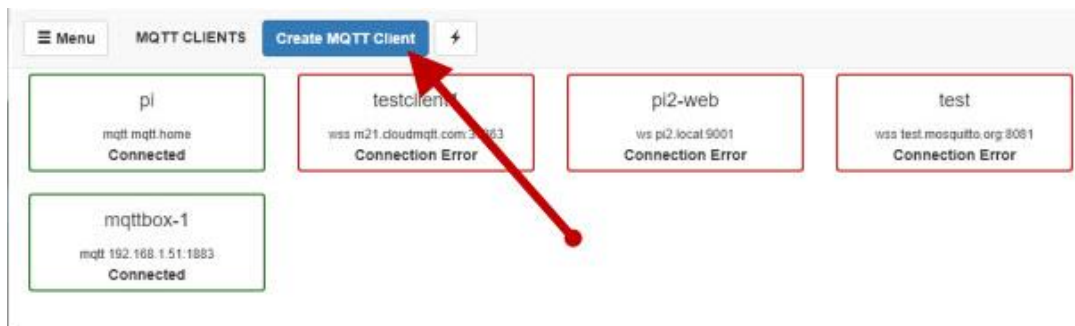 Menu MQTT CLIENTS Create MQTT Client
pi testclient1 pi2-web test
mqtt mqtt.home wss m21.cloudmqtt.com: ws pi2.local:9001 wss test.mosquitto.org:8081
Connected Connection Error Connection Error Connection Error
mqttbox-1
mqtt 192.168.1.51:1883
Connected